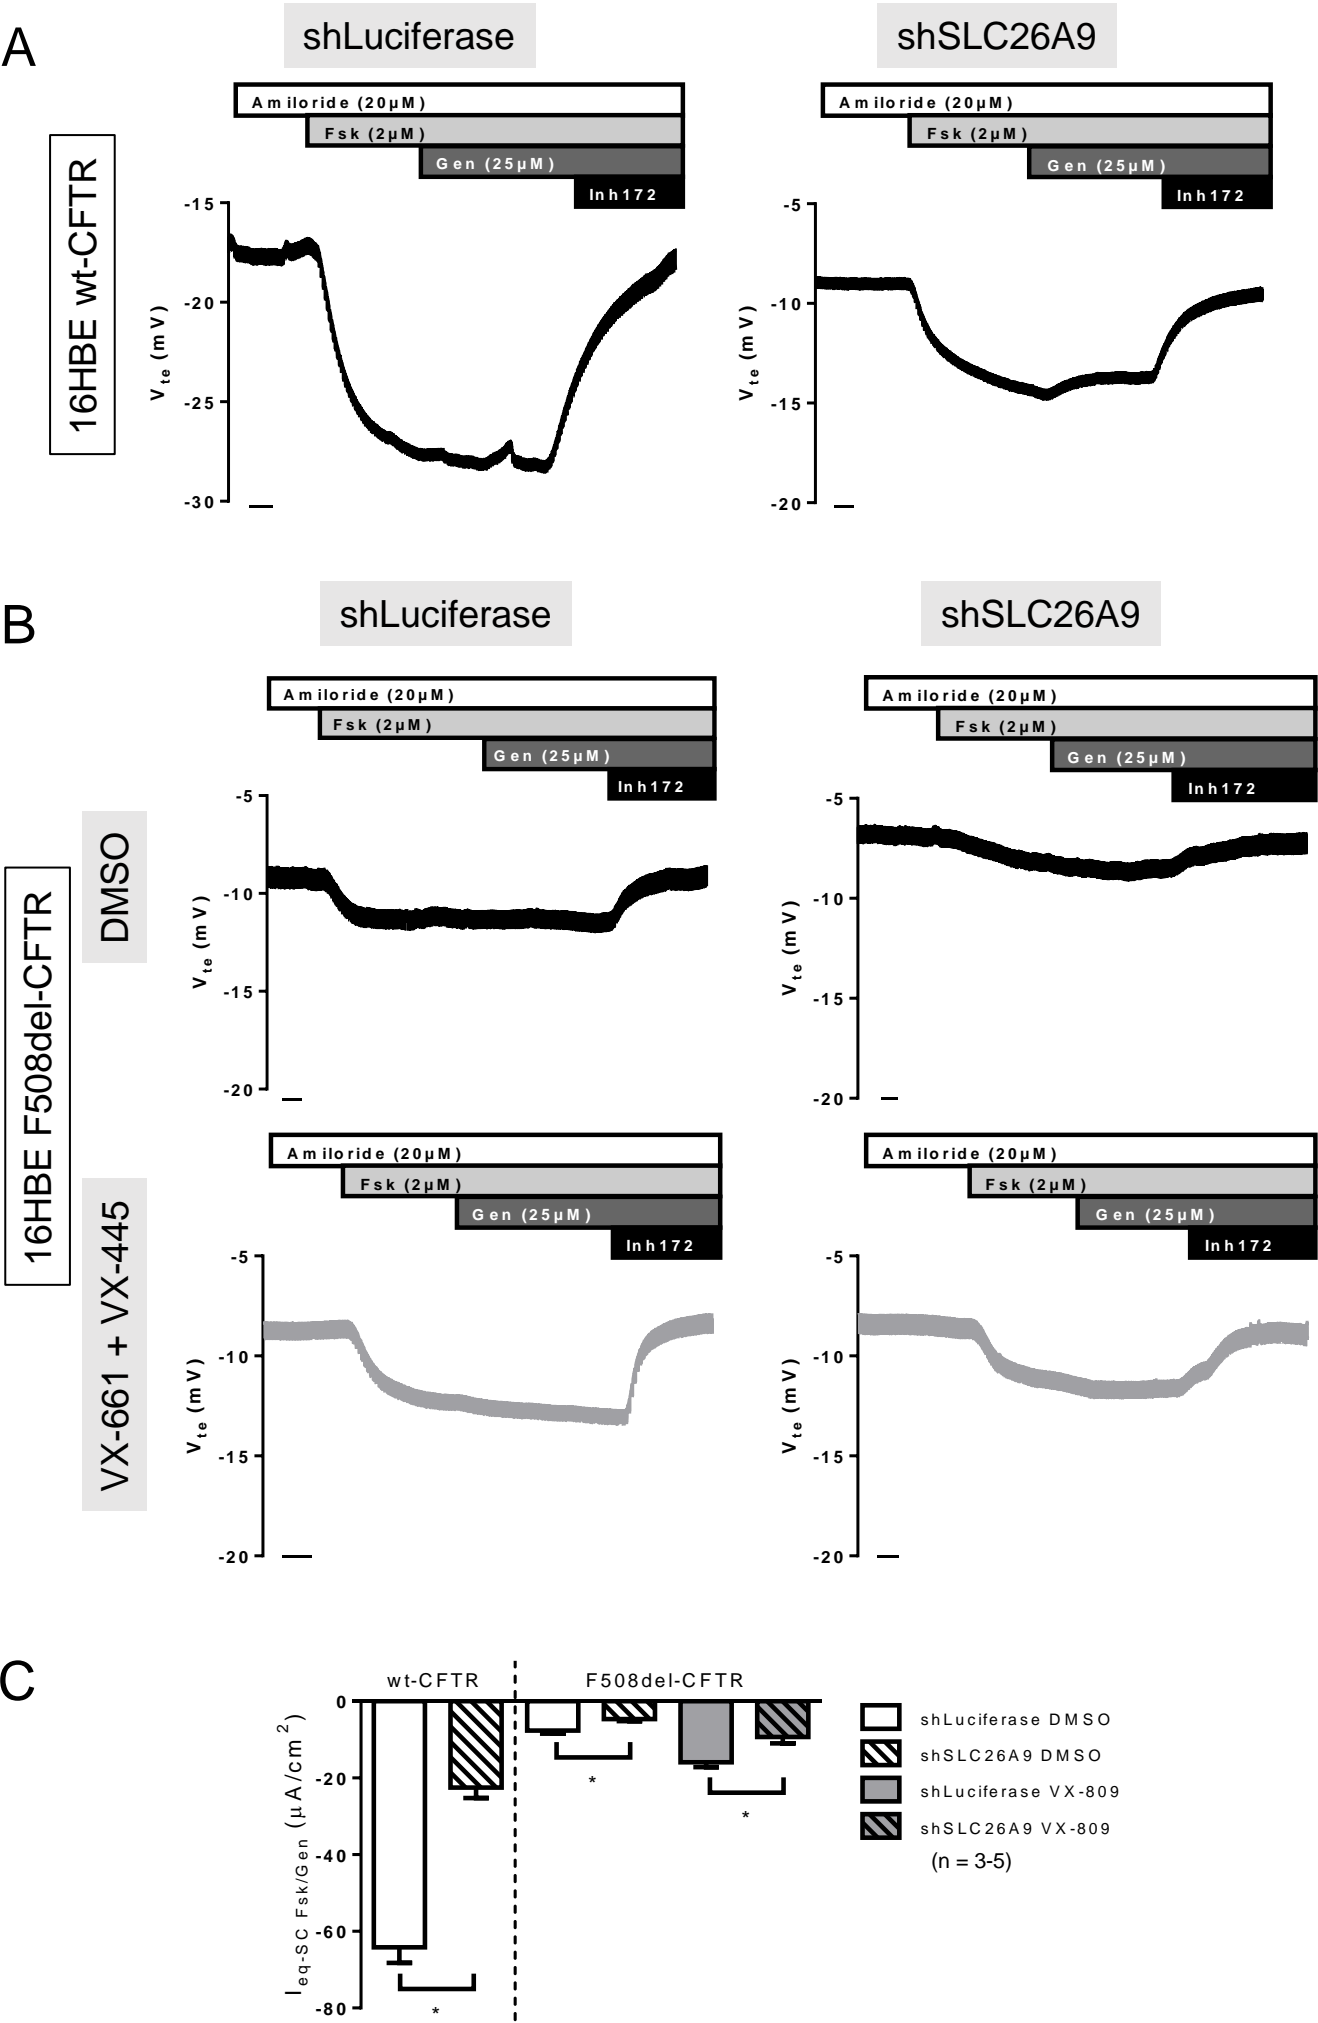 A
shLuciferase
shSLC26A9
16HBE wt-CFTR
Amiloride (20µM)
Fsk (2µM)
Gen (25µM)
Inh172
-15
-20
-25
-30
Vte (mV)
Amiloride (20µM)
Fsk (2µM)
Gen (25µM)
Inh172
-5
-10
-15
-20
Vte (mV)
B
shLuciferase
shSLC26A9
16HBE F508del-CFTR
DMSO
Amiloride (20µM)
Fsk (2µM)
Gen (25µM)
Inh172
-5
-10
-15
-20
Vte (mV)
Amiloride (20µM)
Fsk (2µM)
Gen (25µM)
Inh172
-5
-10
-15
-20
Vte (mV)
VX-661 + VX-445
Amiloride (20µM)
Fsk (2µM)
Gen (25µM)
Inh172
-5
-10
-15
-20
Vte (mV)
Amiloride (20µM)
Fsk (2µM)
Gen (25µM)
Inh172
-5
-10
-15
-20
Vte (mV)
C
wt-CFTR
F508del-CFTR
Ieq-SC Fsk/Gen (µA/cm2)
0
-20
-40
-60
-80
*
*
*
shLuciferase DMSO
shSLC26A9 DMSO
shLuciferase VX-809
shSLC26A9 VX-809
(n = 3-5)